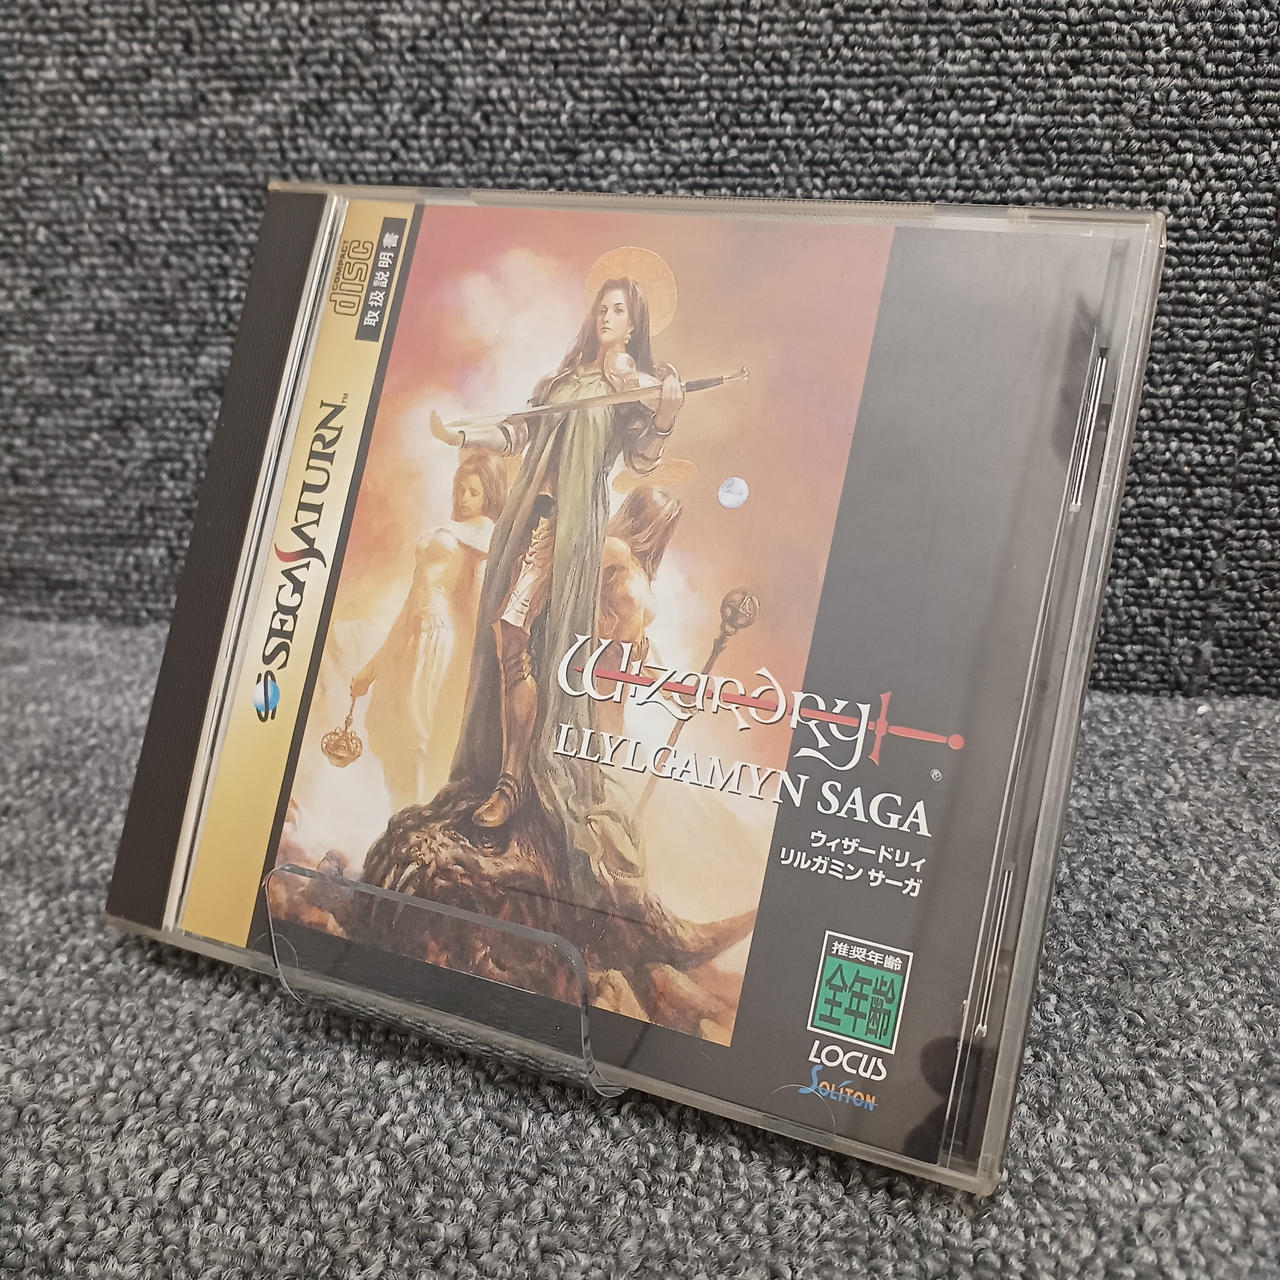 COMPACT
disc
取扱説明書
SEGA SATURN™
Wizardry
®
LLYLGAMYN SAGA
ウィザードリィ
リルガミン サーガ
推奨年齢
全年齢
LOCUS
SOLITON